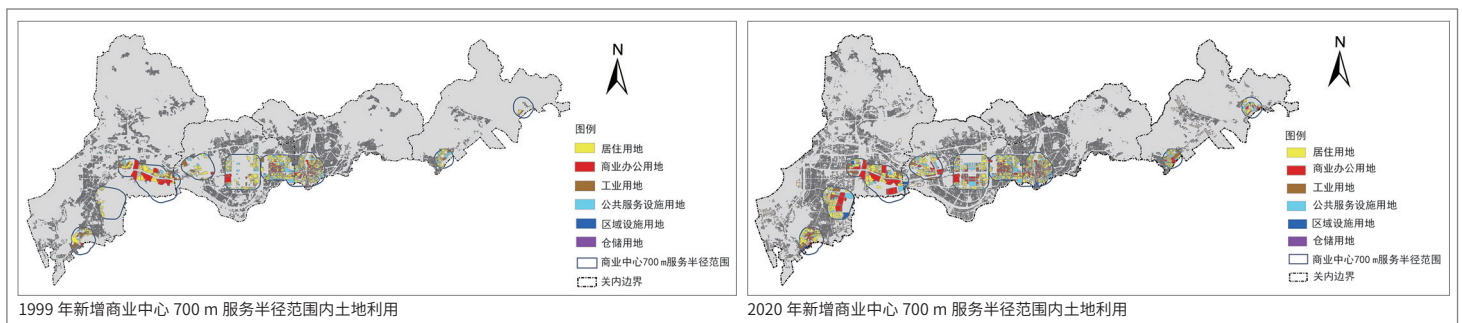 N
图例
居住用地
商业办公用地
工业用地
公共服务设施用地
区域设施用地
仓储用地
商业中心700 m服务半径范围
关内边界
1999 年新增商业中心 700 m 服务半径范围内土地利用
N
图例
居住用地
商业办公用地
工业用地
公共服务设施用地
区域设施用地
仓储用地
商业中心700 m服务半径范围
关内边界
2020 年新增商业中心 700 m 服务半径范围内土地利用